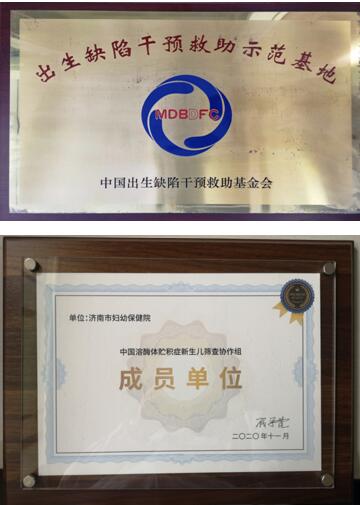 出生缺陷干预救助示范基地
MDBDFC
中国出生缺陷干预救助基金会
单位:济南市妇幼保健院
中国溶酶体贮积症新生儿筛查协作组
成员单位
二〇二〇年十一月